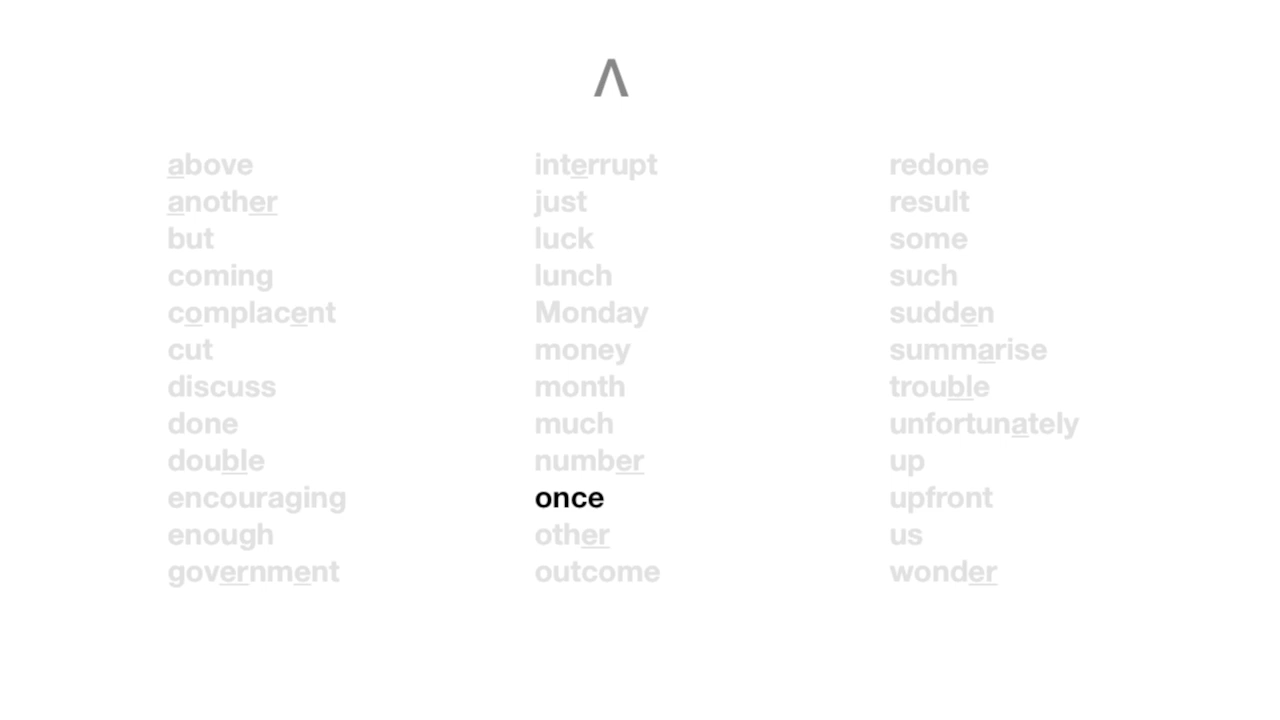 Λ
above
another
but
coming
complacent
cut
discuss
done
double
encouraging
enough
government
interrupt
just
luck
lunch
Monday
money
month
much
number
once
other
outcome
redone
result
some
such
sudden
summarise
trouble
unfortunately
up
upfront
us
wonder